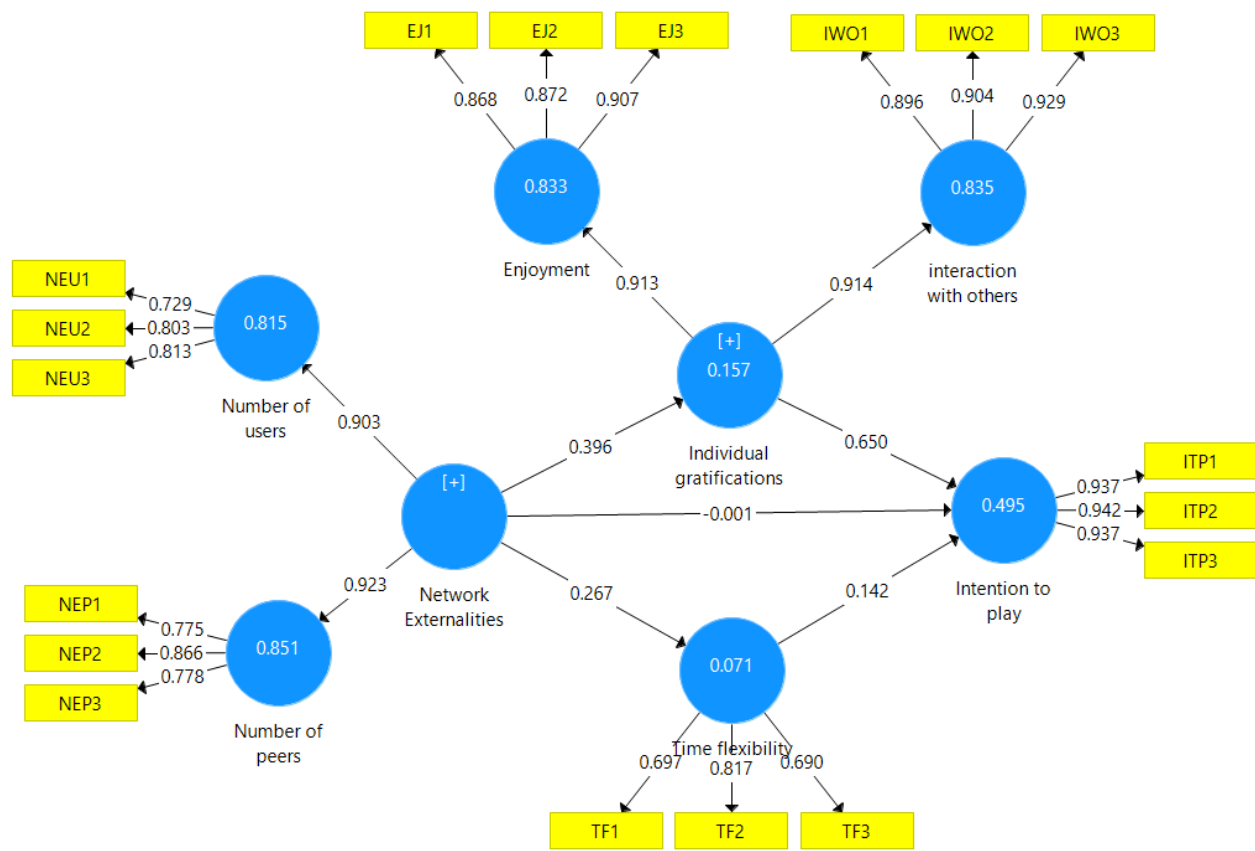 EJ1
EJ2
EJ3
IWO1
IWO2
IWO3
0.868
0.872
0.907
0.896
0.904
0.929
0.833
0.835
Enjoyment
interaction
with others
0.913
0.914
NEU1
NEU2
NEU3
0.729
0.803
0.813
0.815
Number of
users
0.903
[+]
0.157
Individual
gratifications
0.396
0.650
[+]
Network
Externalities
-0.001
0.495
Intention to
play
0.937
0.942
0.937
ITP1
ITP2
ITP3
0.923
0.267
0.142
NEP1
NEP2
NEP3
0.775
0.866
0.778
0.851
Number of
peers
0.071
Time flexibility
0.697
0.817
0.690
TF1
TF2
TF3